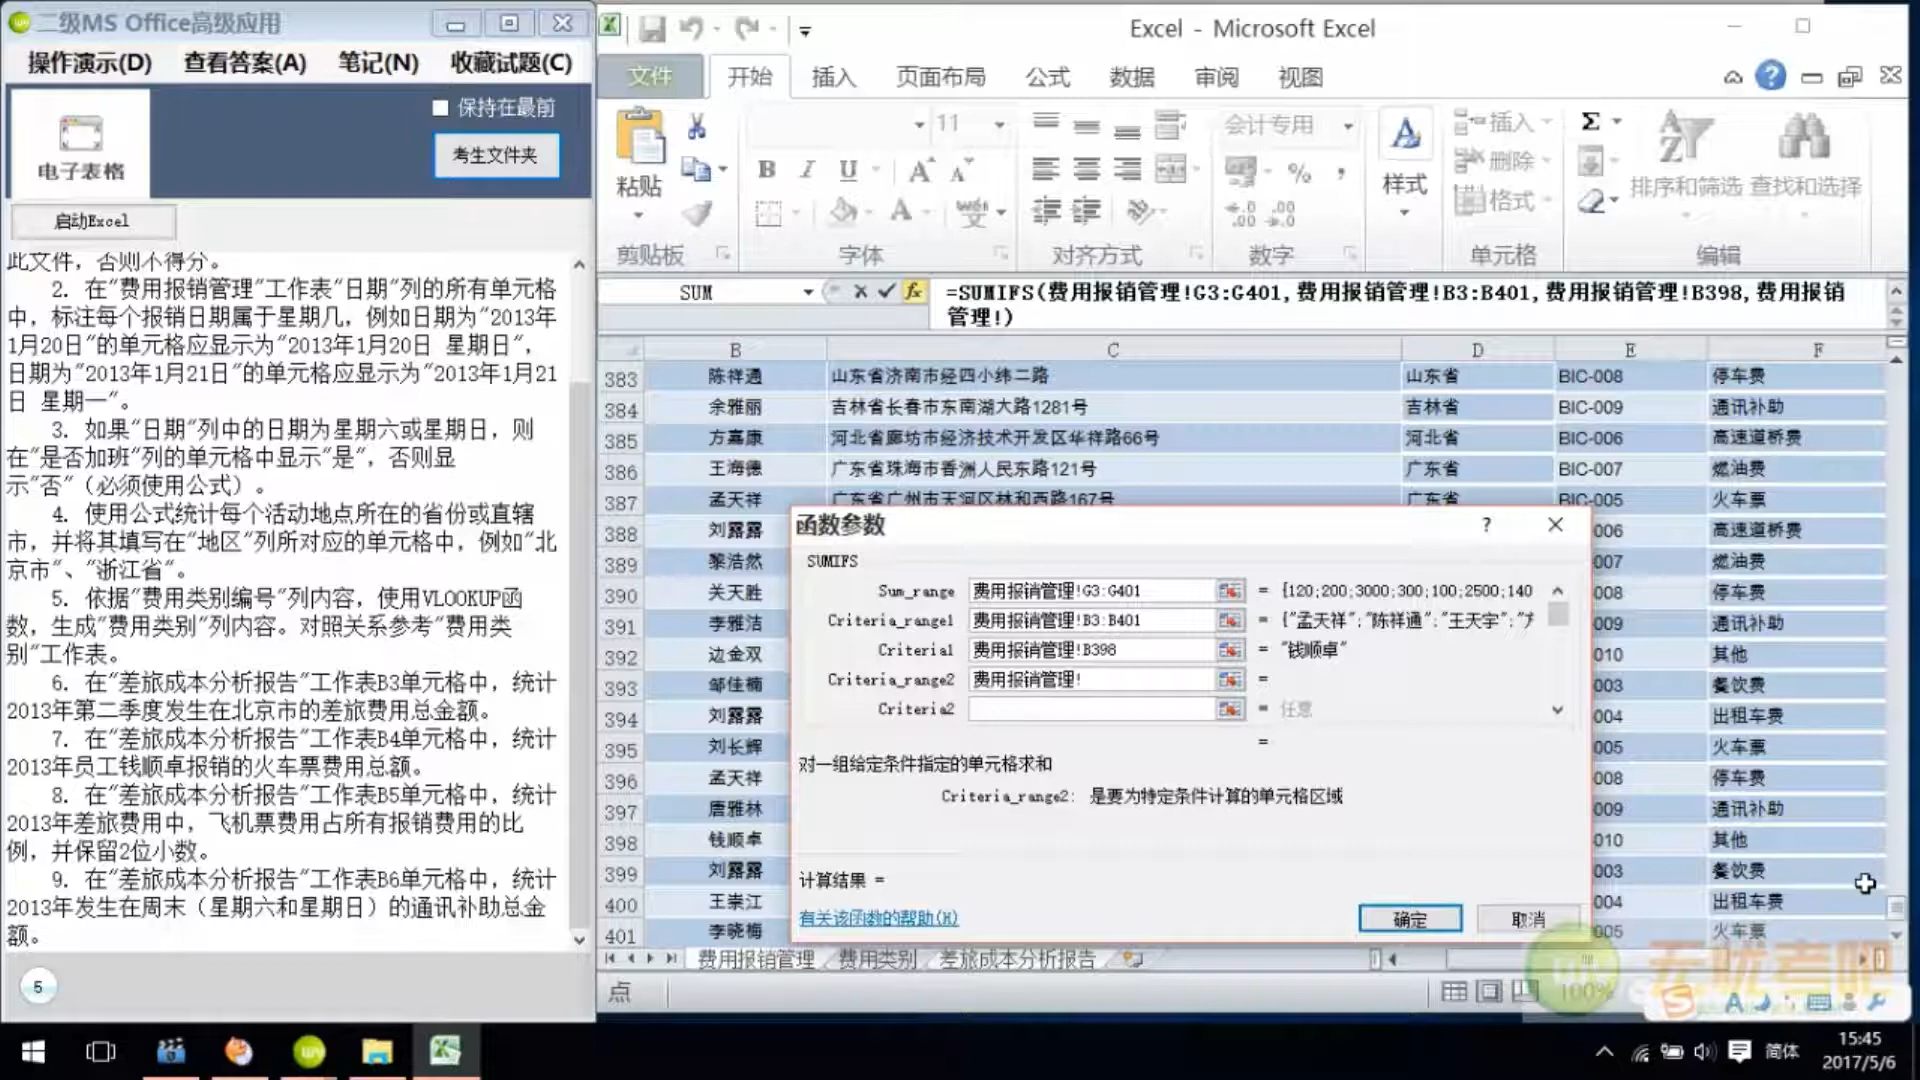 二级MS Office高级应用
操作演示(D) 查看答案(A) 笔记(N) 收藏试题(C)
保持在最前
电子表格
考生文件夹
启动Excel
此文件，否则不得分。
2. 在"费用报销管理"工作表"日期"列的所有单元格
中，标注每个报销日期属于星期几，例如日期为"2013年
1月20日"的单元格应显示为"2013年1月20日 星期日"，
日期为"2013年1月21日"的单元格应显示为"2013年1月21
日 星期一"。
3. 如果"日期"列中的日期为星期六或星期日，则
在"是否加班"列的单元格中显示"是"，否则显
示"否"（必须使用公式）。
4. 使用公式统计每个活动地点所在的省份或直辖
市，并将其填写在"地区"列所对应的单元格中，例如"北
京市"、"浙江省"。
5. 依据"费用类别编号"列内容，使用VLOOKUP函
数，生成"费用类别"列内容。对照关系参考"费用类
别"工作表。
6. 在"差旅成本分析报告"工作表B3单元格中，统计
2013年第二季度发生在北京市的差旅费用总金额。
7. 在"差旅成本分析报告"工作表B4单元格中，统计
2013年员工钱顺卓报销的火车票费用总额。
8. 在"差旅成本分析报告"工作表B5单元格中，统计
2013年差旅费用中，飞机票费用占所有报销费用的比
例，并保留2位小数。
9. 在"差旅成本分析报告"工作表B6单元格中，统计
2013年发生在周末（星期六和星期日）的通讯补助总金
额。
5
Excel - Microsoft Excel
文件 开始 插入 页面布局 公式 数据 审阅 视图
粘贴
剪贴板
11
B I U A A
A wén
字体
对齐方式
会计专用
% ,
.00 .00
数字
样式
插入
删除
格式
单元格
Σ
排序和筛选 查找和选择
编辑
SUM fx =SUMIFS(费用报销管理!G3:G401,费用报销管理!B3:B401,费用报销管理!B398,费用报销
管理!)
B C D E F
383 陈祥通 山东省济南市经四小纬二路 山东省 BIC-008 停车费
384 余雅丽 吉林省长春市东南湖大路1281号 吉林省 BIC-009 通讯补助
385 方嘉康 河北省廊坊市经济技术开发区华祥路66号 河北省 BIC-006 高速道桥费
386 王海德 广东省珠海市香洲人民东路121号 广东省 BIC-007 燃油费
387 孟天祥 广东省广州市天河区林和西路167号 广东省 BIC-005 火车票
388 刘露露 006 高速道桥费
389 黎浩然 007 燃油费
390 关天胜 008 停车费
391 李雅洁 009 通讯补助
392 边金双 010 其他
393 邹佳楠 003 餐饮费
394 刘露露 004 出租车费
395 刘长辉 005 火车票
396 孟天祥 008 停车费
397 唐雅林 009 通讯补助
398 钱顺卓 010 其他
399 刘露露 003 餐饮费
400 王崇江 004 出租车费
401 李晓梅 005 火车票
函数参数
SUMIFS
Sum_range 费用报销管理!G3:G401 = {120;200;3000;300;100;2500;140
Criteria_range1 费用报销管理!B3:B401 = {"孟天祥";"陈祥通";"王天宇";"
Criteria1 费用报销管理!B398 = "钱顺卓"
Criteria_range2 费用报销管理! =
Criteria2 = 任意
=
对一组给定条件指定的单元格求和
Criteria_range2: 是要为特定条件计算的单元格区域
计算结果 =
有关该函数的帮助(H)
确定 取消
费用报销管理 费用类别 差旅成本分析报告
点
100%
无忧考吧
简体
15:45
2017/5/6